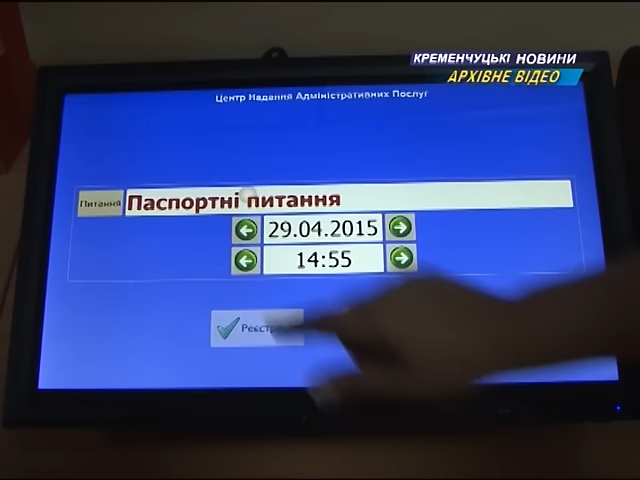 КРЕМЕНЧУЦЬКІ НОВИНИ
АРХІВНЕ ВІДЕО
Центр Надання Адміністративних Послуг
Питання Паспортні питання
29.04.2015
14:55